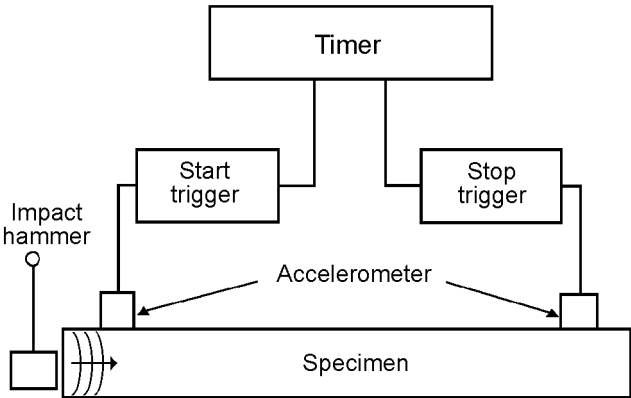 Timer
Start
trigger
Stop
trigger
Impact
hammer
Accelerometer
Specimen